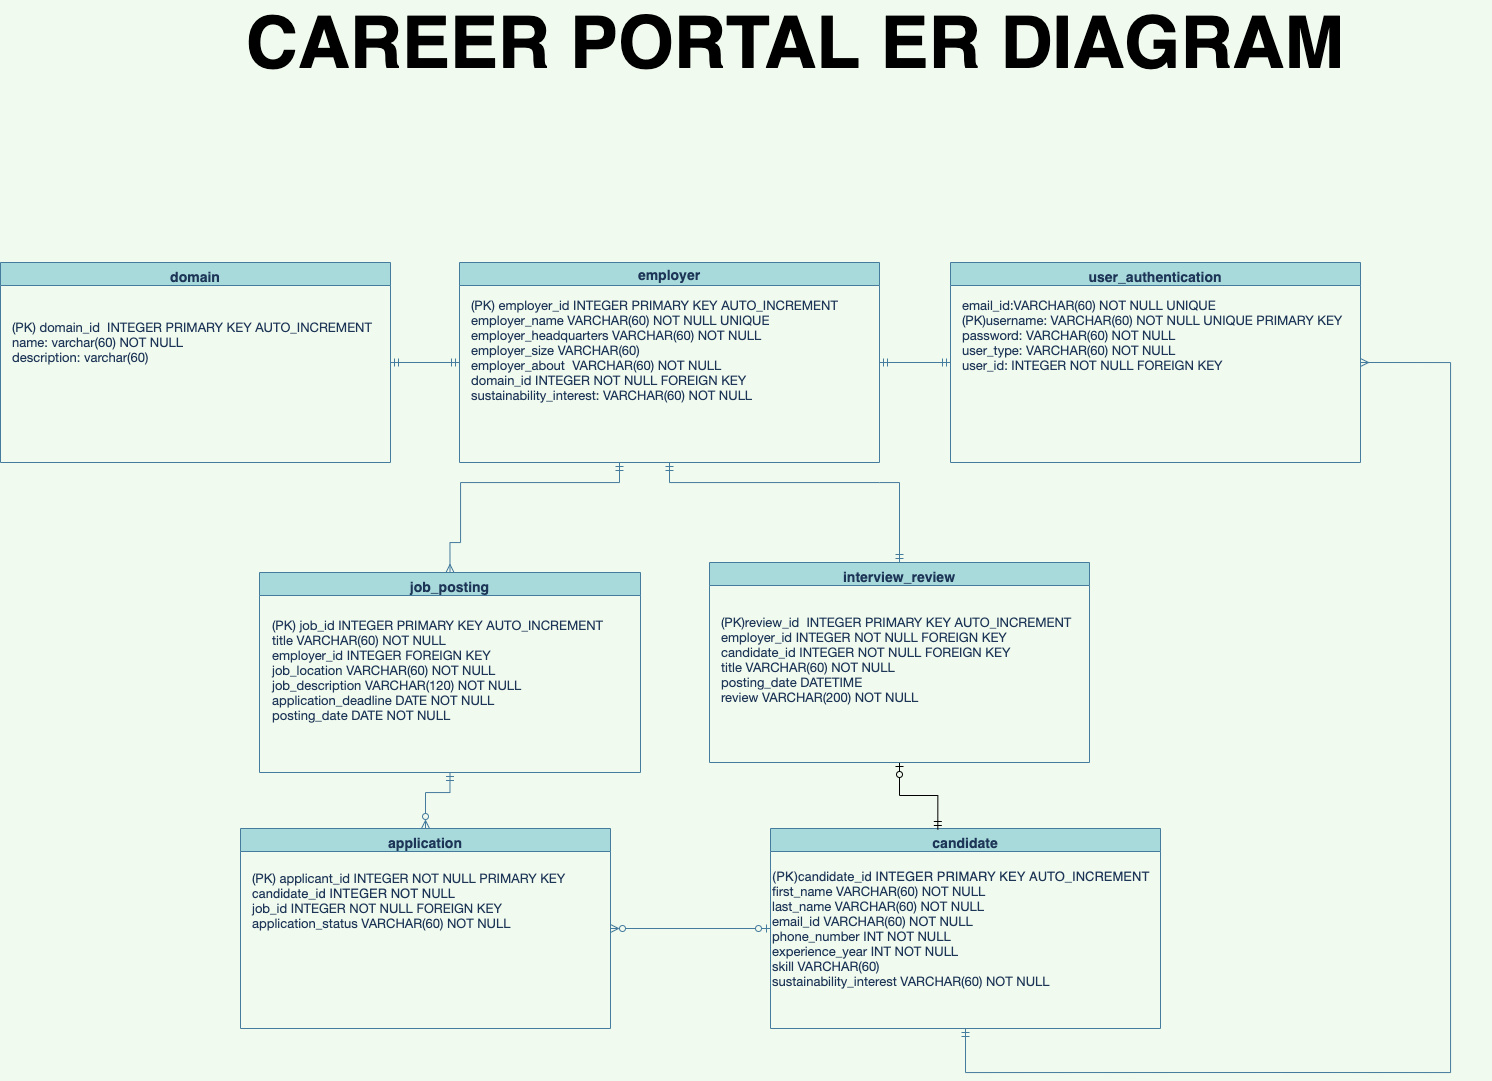 CAREER PORTAL ER DIAGRAM
domain
(PK) domain_id  INTEGER PRIMARY KEY AUTO_INCREMENT
name: varchar(60) NOT NULL
description: varchar(60)
employer
(PK) employer_id INTEGER PRIMARY KEY AUTO_INCREMENT
employer_name VARCHAR(60) NOT NULL UNIQUE
employer_headquarters VARCHAR(60) NOT NULL
employer_size VARCHAR(60)
employer_about  VARCHAR(60) NOT NULL
domain_id INTEGER NOT NULL FOREIGN KEY
sustainability_interest: VARCHAR(60) NOT NULL
user_authentication
email_id:VARCHAR(60) NOT NULL UNIQUE
(PK)username: VARCHAR(60) NOT NULL UNIQUE PRIMARY KEY
password: VARCHAR(60) NOT NULL
user_type: VARCHAR(60) NOT NULL
user_id: INTEGER NOT NULL FOREIGN KEY
job_posting
(PK) job_id INTEGER PRIMARY KEY AUTO_INCREMENT
title VARCHAR(60) NOT NULL
employer_id INTEGER FOREIGN KEY
job_location VARCHAR(60) NOT NULL
job_description VARCHAR(120) NOT NULL
application_deadline DATE NOT NULL
posting_date DATE NOT NULL
interview_review
(PK)review_id  INTEGER PRIMARY KEY AUTO_INCREMENT
employer_id INTEGER NOT NULL FOREIGN KEY
candidate_id INTEGER NOT NULL FOREIGN KEY
title VARCHAR(60) NOT NULL
posting_date DATETIME
review VARCHAR(200) NOT NULL
application
(PK) applicant_id INTEGER NOT NULL PRIMARY KEY
candidate_id INTEGER NOT NULL
job_id INTEGER NOT NULL FOREIGN KEY
application_status VARCHAR(60) NOT NULL
candidate
(PK)candidate_id INTEGER PRIMARY KEY AUTO_INCREMENT
first_name VARCHAR(60) NOT NULL
last_name VARCHAR(60) NOT NULL
email_id VARCHAR(60) NOT NULL
phone_number INT NOT NULL
experience_year INT NOT NULL
skill VARCHAR(60)
sustainability_interest VARCHAR(60) NOT NULL